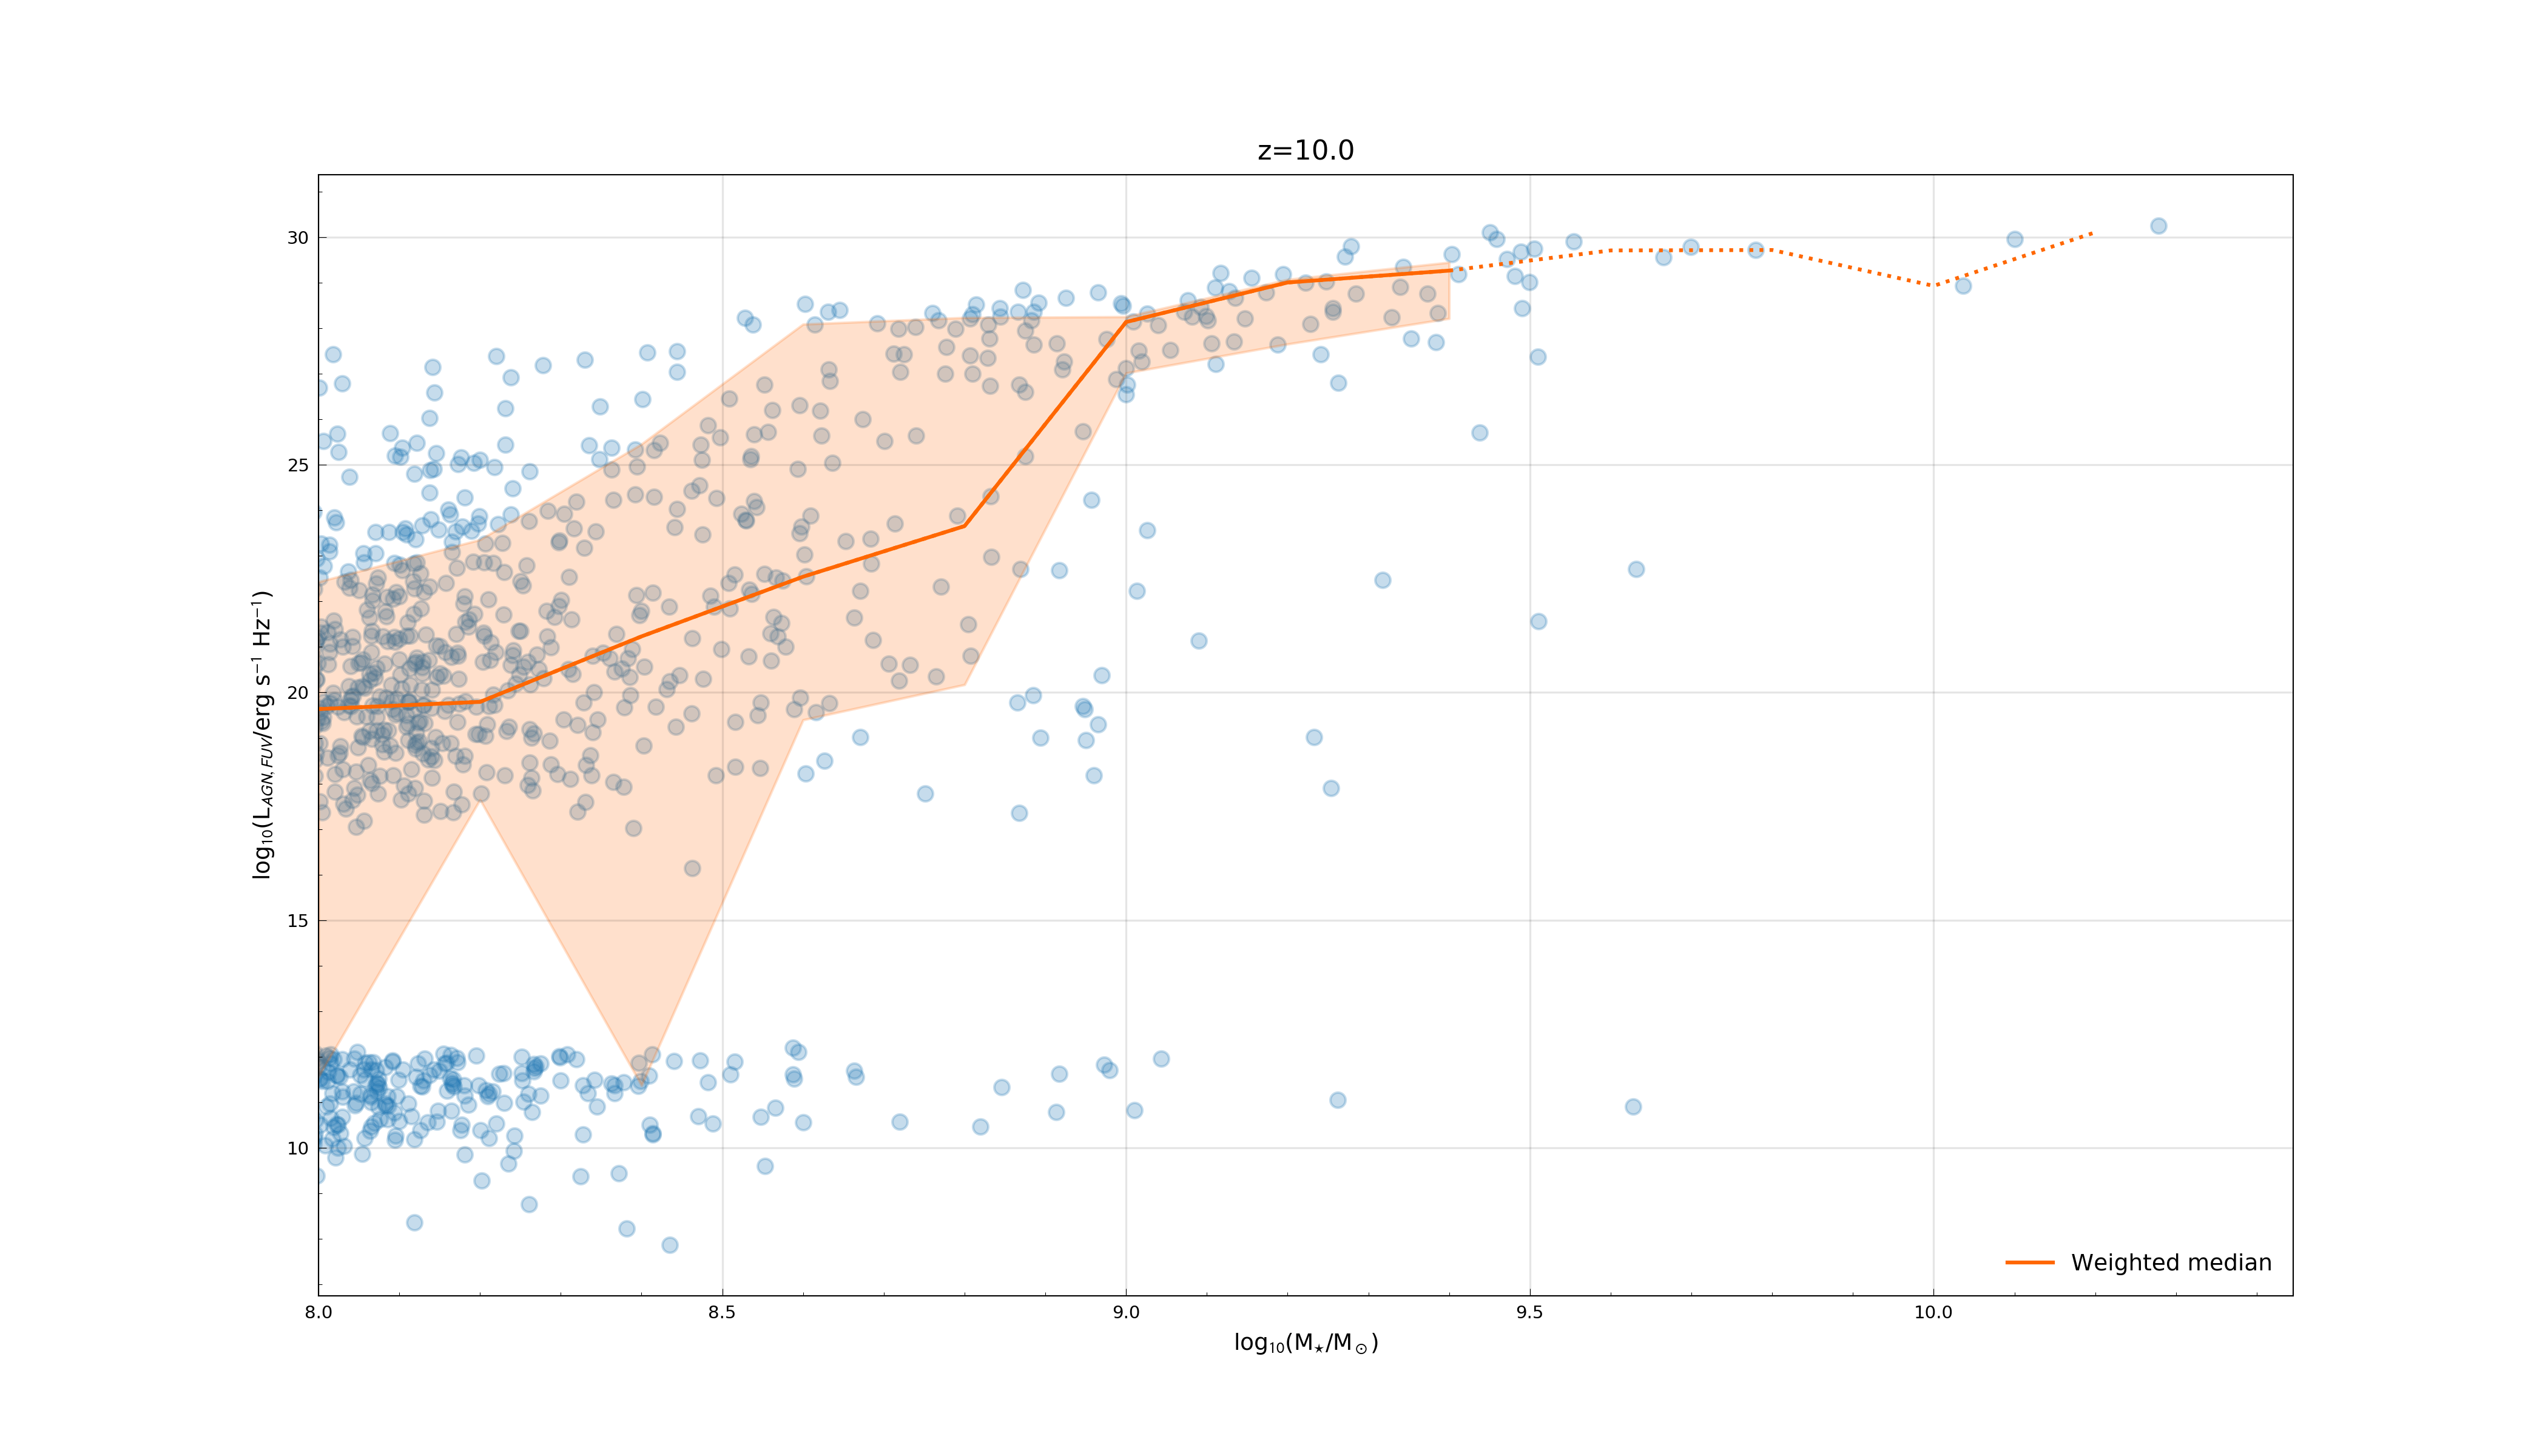 z=10.0
30
25
20
15
10
log₁₀(L_AGN,FUV/erg s⁻¹ Hz⁻¹)
Weighted median
8.0 8.5 9.0 9.5 10.0
log₁₀(M⋆/M⊙)